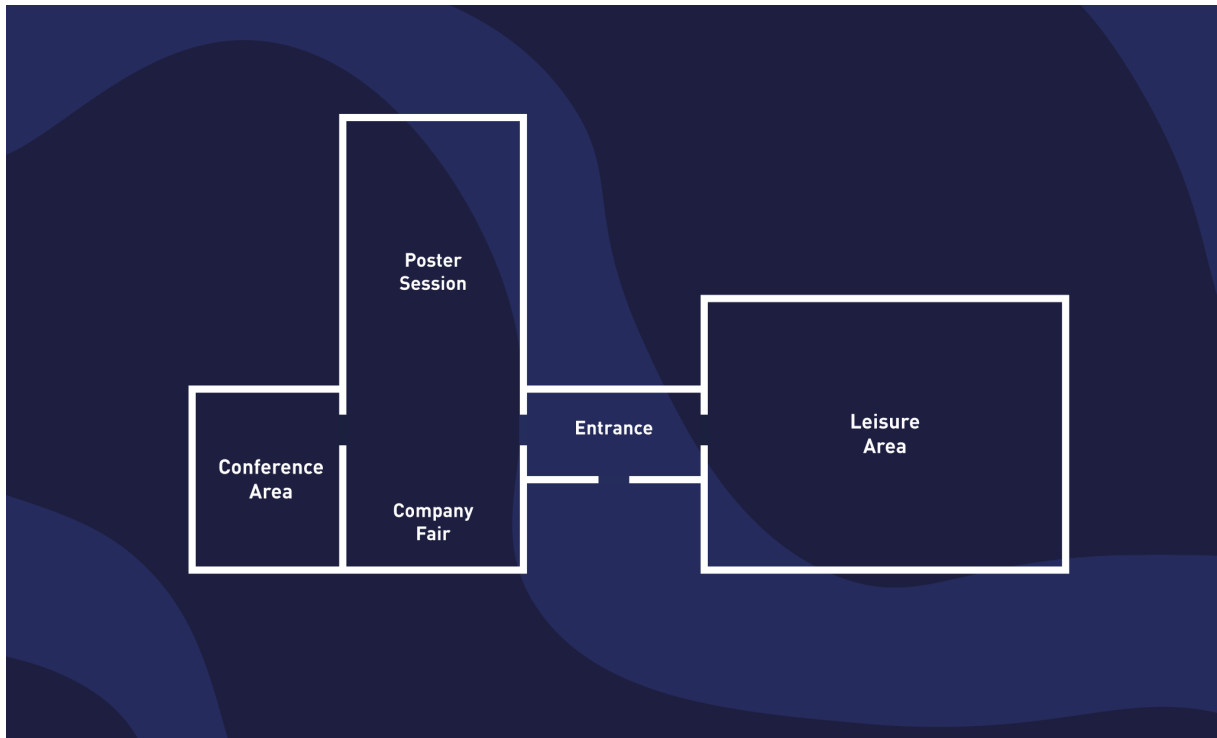 Poster
Session
Entrance
Leisure
Area
Conference
Area
Company
Fair